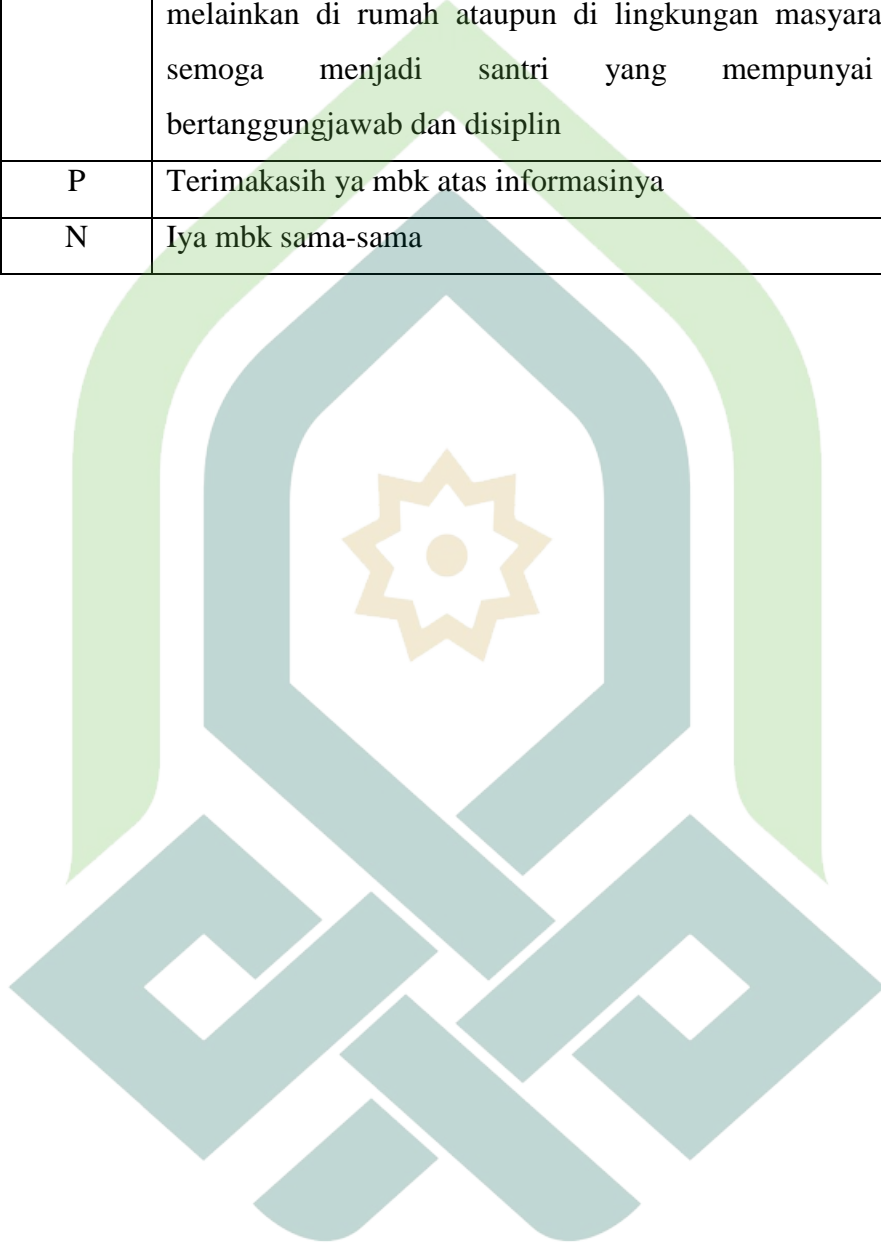 melainkan di rumah ataupun di lingkungan masyara
semoga menjadi santri yang mempunyai
bertanggungjawab dan disiplin
P Terimakasih ya mbk atas informasinya
N Iya mbk sama-sama